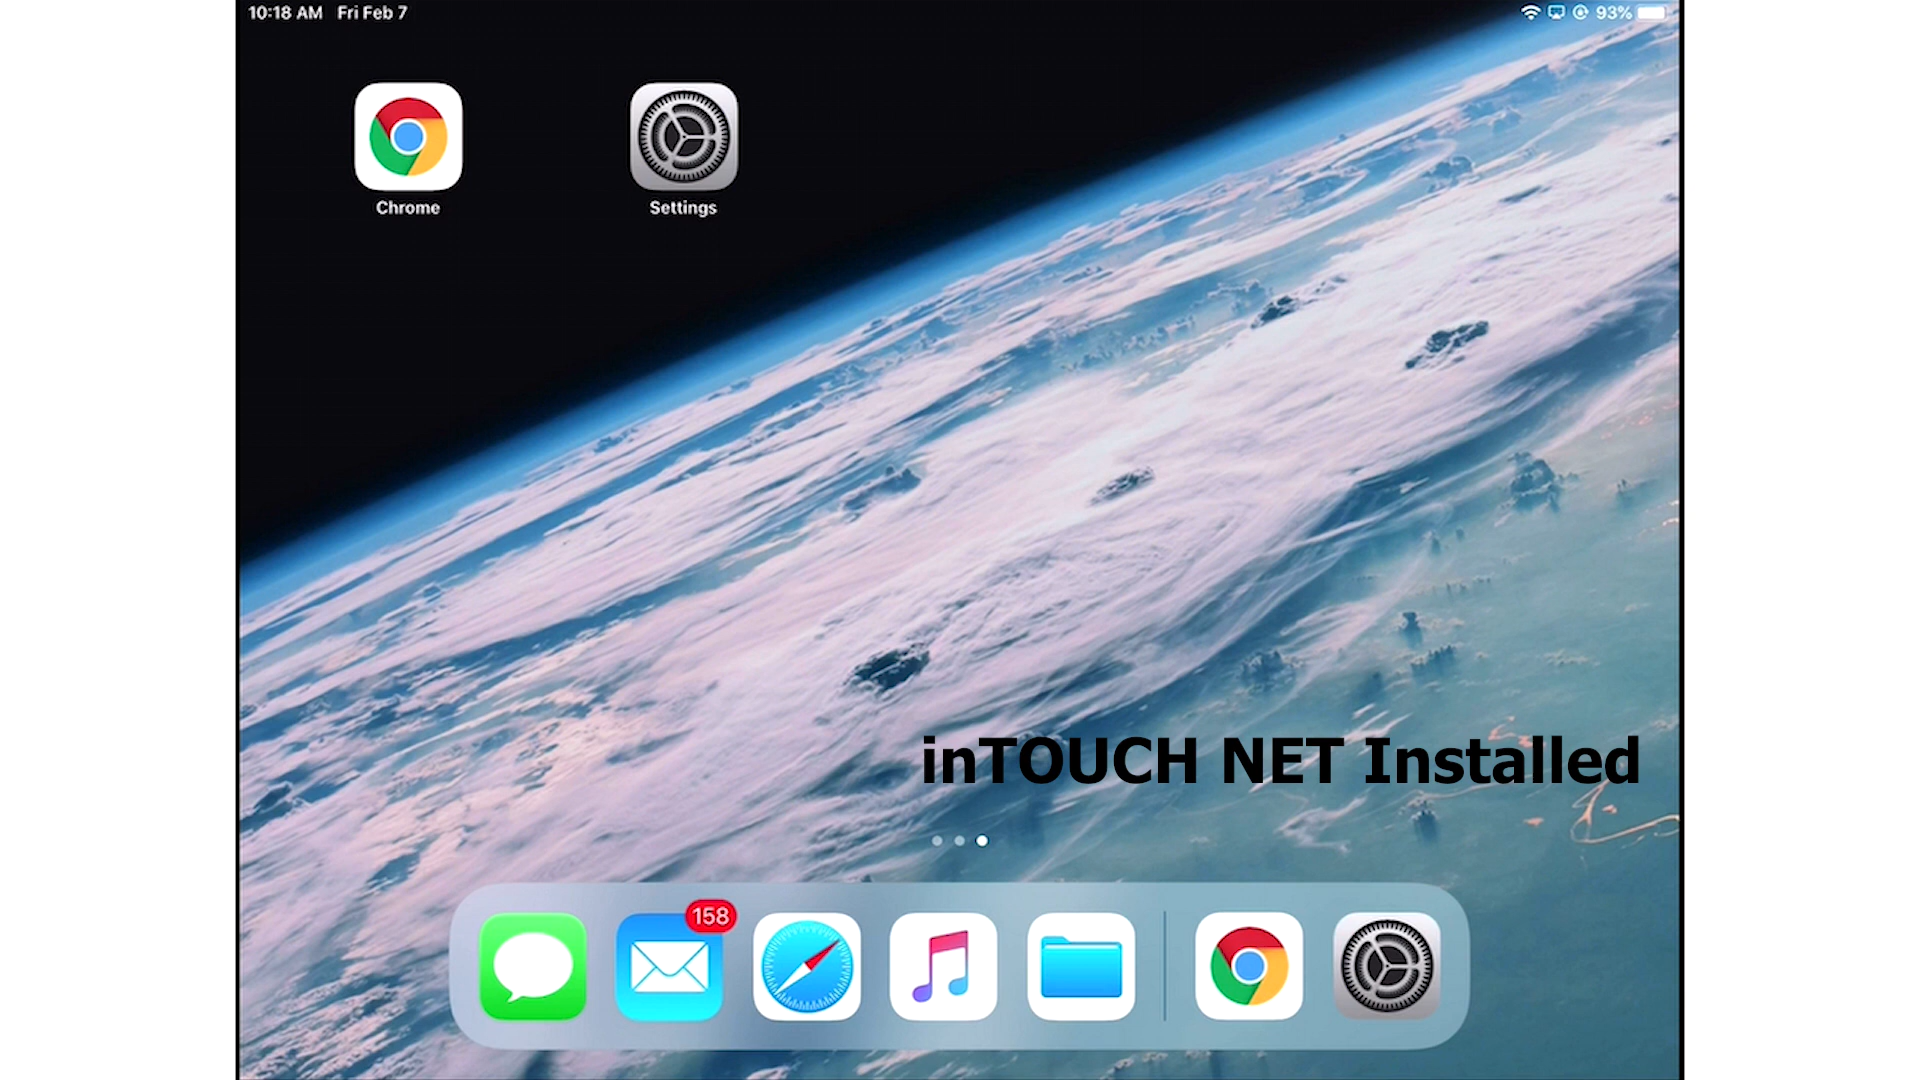 10:18 AM Fri Feb 7
93%
Chrome
Settings
inTOUCH NET Installed
158